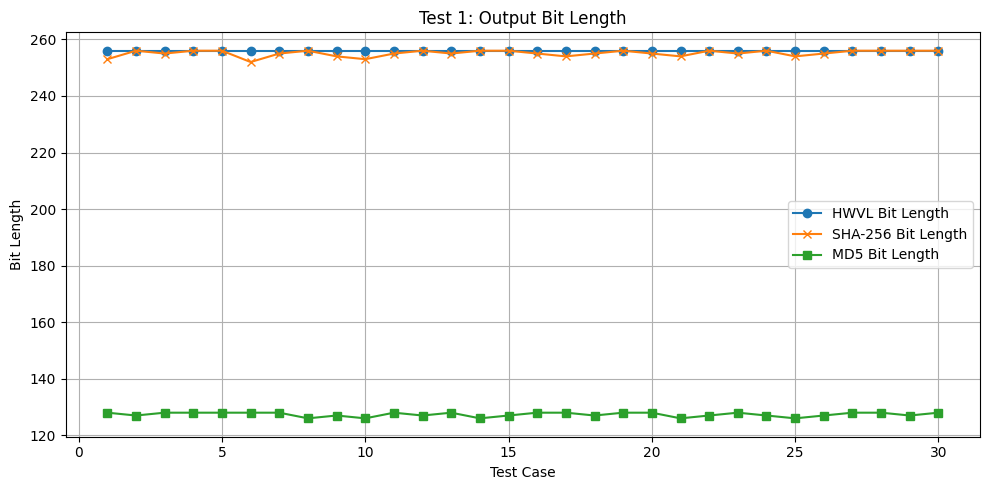 Test 1: Output Bit Length
260
240
220
200
180
160
140
120
Bit Length
HWVL Bit Length
SHA-256 Bit Length
MD5 Bit Length
0 5 10 15 20 25 30
Test Case